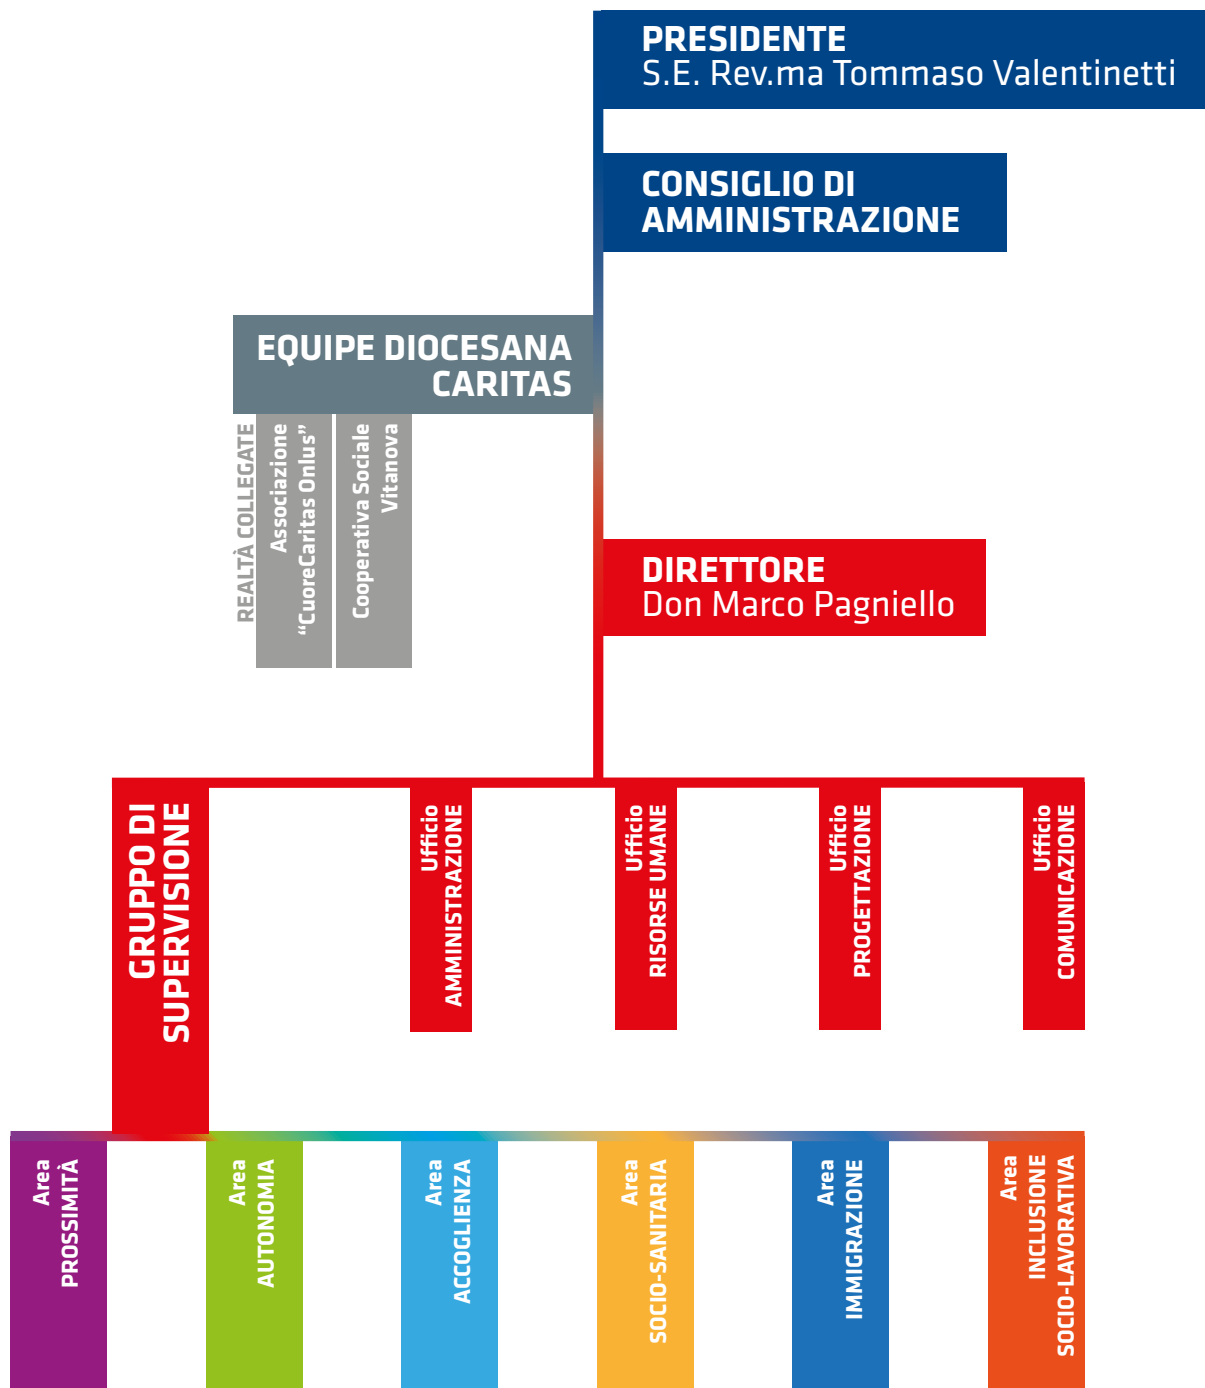 PRESIDENTE
S.E. Rev.ma Tommaso Valentinetti
CONSIGLIO DI
AMMINISTRAZIONE
EQUIPE DIOCESANA
CARITAS
REALTÀ COLLEGATE
Associazione
“CuoreCaritas Onlus”
Cooperativa Sociale
Vitanova
DIRETTORE
Don Marco Pagniello
GRUPPO DI
SUPERVISIONE
Ufficio
AMMINISTRAZIONE
Ufficio
RISORSE UMANE
Ufficio
PROGETTAZIONE
Ufficio
COMUNICAZIONE
Area
PROSSIMITÀ
Area
AUTONOMIA
Area
ACCOGLIENZA
Area
SOCIO-SANITARIA
Area
IMMIGRAZIONE
Area
INCLUSIONE
SOCIO-LAVORATIVA